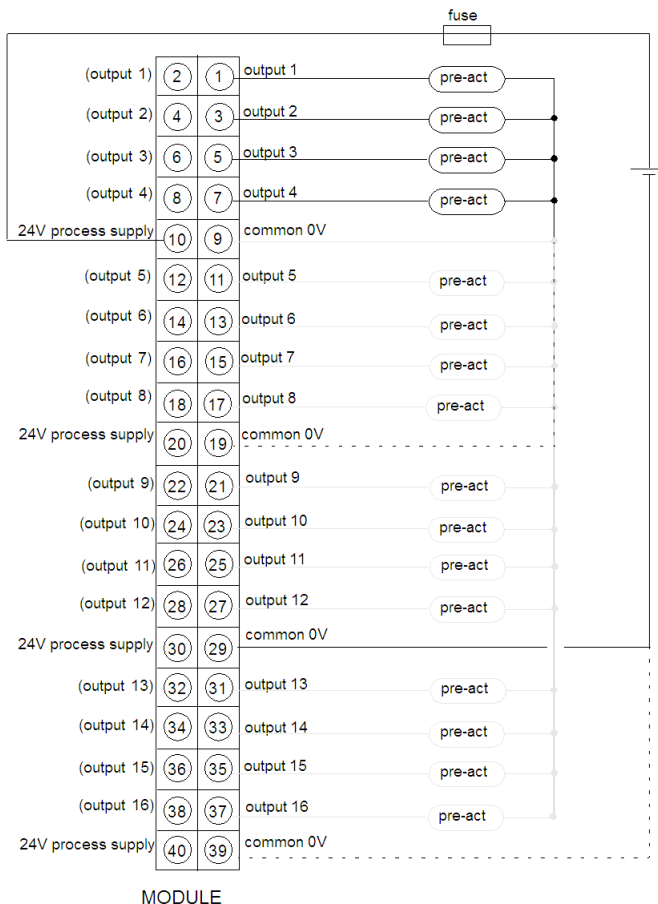 fuse
(output 1) 2 1 output 1 pre-act
(output 2) 4 3 output 2 pre-act
(output 3) 6 5 output 3 pre-act
(output 4) 8 7 output 4 pre-act
24V process supply 10 9 common 0V
(output 5) 12 11 output 5 pre-act
(output 6) 14 13 output 6 pre-act
(output 7) 16 15 output 7 pre-act
(output 8) 18 17 output 8 pre-act
24V process supply 20 19 common 0V
(output 9) 22 21 output 9 pre-act
(output 10) 24 23 output 10 pre-act
(output 11) 26 25 output 11 pre-act
(output 12) 28 27 output 12 pre-act
24V process supply 30 29 common 0V
(output 13) 32 31 output 13 pre-act
(output 14) 34 33 output 14 pre-act
(output 15) 36 35 output 15 pre-act
(output 16) 38 37 output 16 pre-act
24V process supply 40 39 common 0V
MODULE